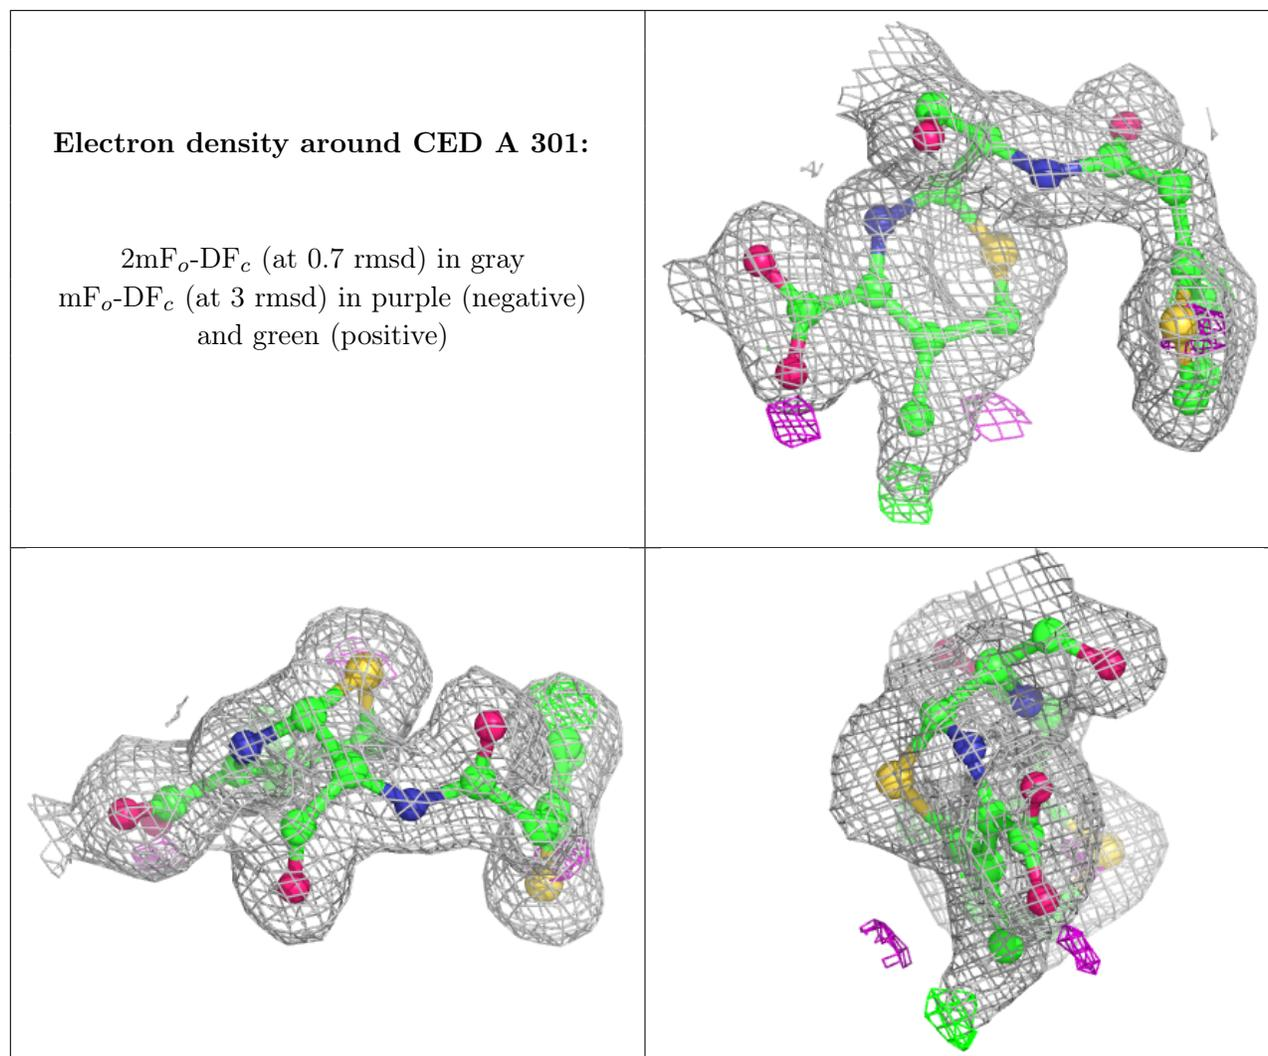 Electron density around CED A 301:
2mFo-DFc (at 0.7 rmsd) in gray
mFo-DFc (at 3 rmsd) in purple (negative)
and green (positive)